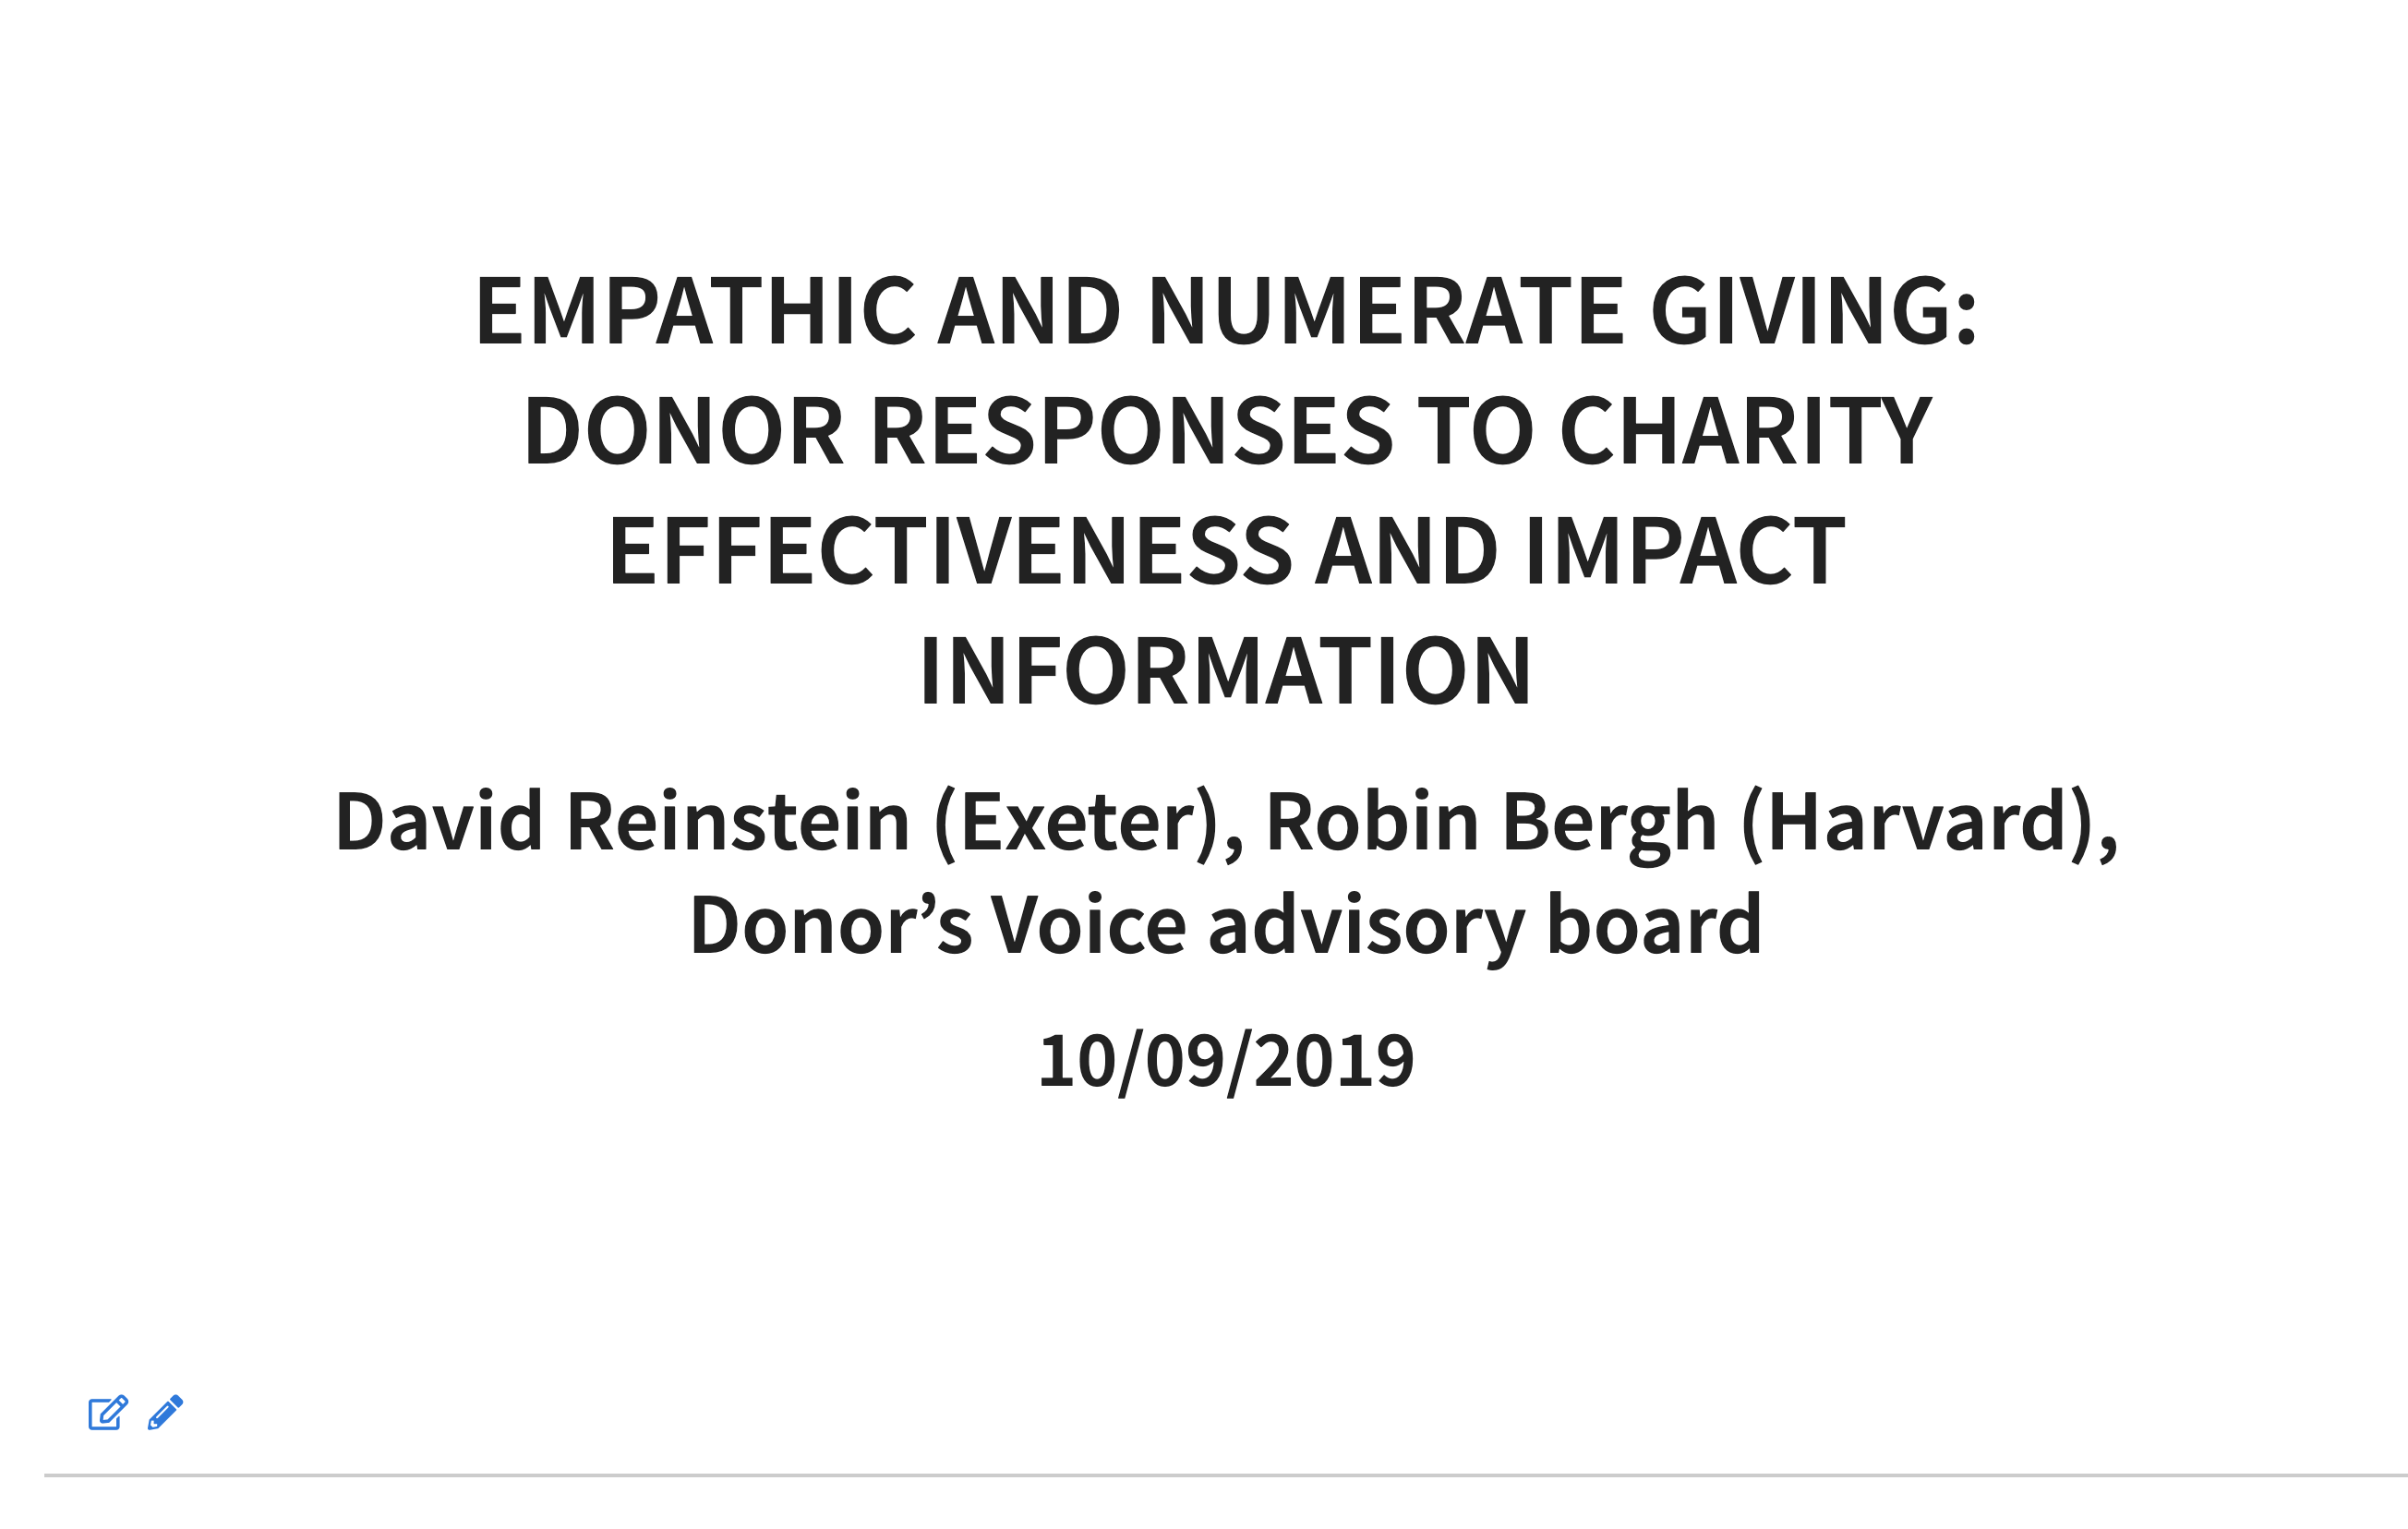 EMPATHIC AND NUMERATE GIVING:
DONOR RESPONSES TO CHARITY
EFFECTIVENESS AND IMPACT
INFORMATION
David Reinstein (Exeter), Robin Bergh (Harvard),
Donor’s Voice advisory board
10/09/2019